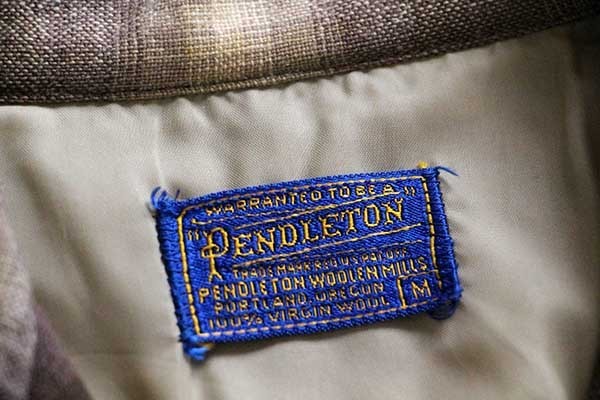 WARRANTED TO BE A
"PENDLETON"
TRADE MARK REG. U.S. PAT. OFF.
PENDLETON WOOLEN MILLS
PORTLAND, OREGON
100% VIRGIN WOOL
M